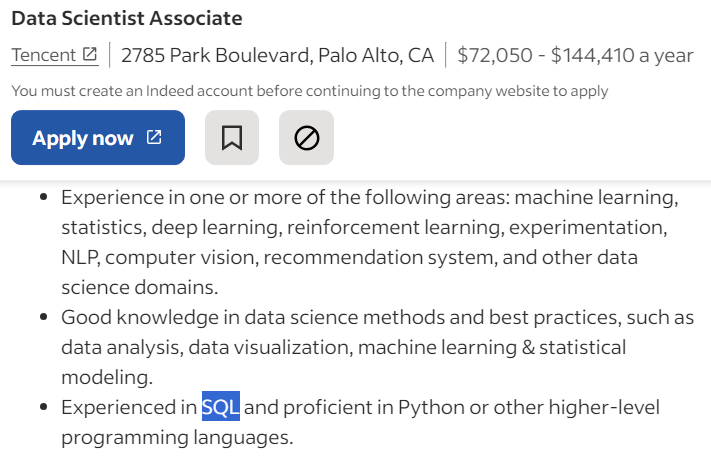 Data Scientist Associate
Tencent | 2785 Park Boulevard, Palo Alto, CA | $72,050 - $144,410 a year
You must create an Indeed account before continuing to the company website to apply
Apply now
• Experience in one or more of the following areas: machine learning,
statistics, deep learning, reinforcement learning, experimentation,
NLP, computer vision, recommendation system, and other data
science domains.
• Good knowledge in data science methods and best practices, such as
data analysis, data visualization, machine learning & statistical
modeling.
• Experienced in SQL and proficient in Python or other higher-level
programming languages.